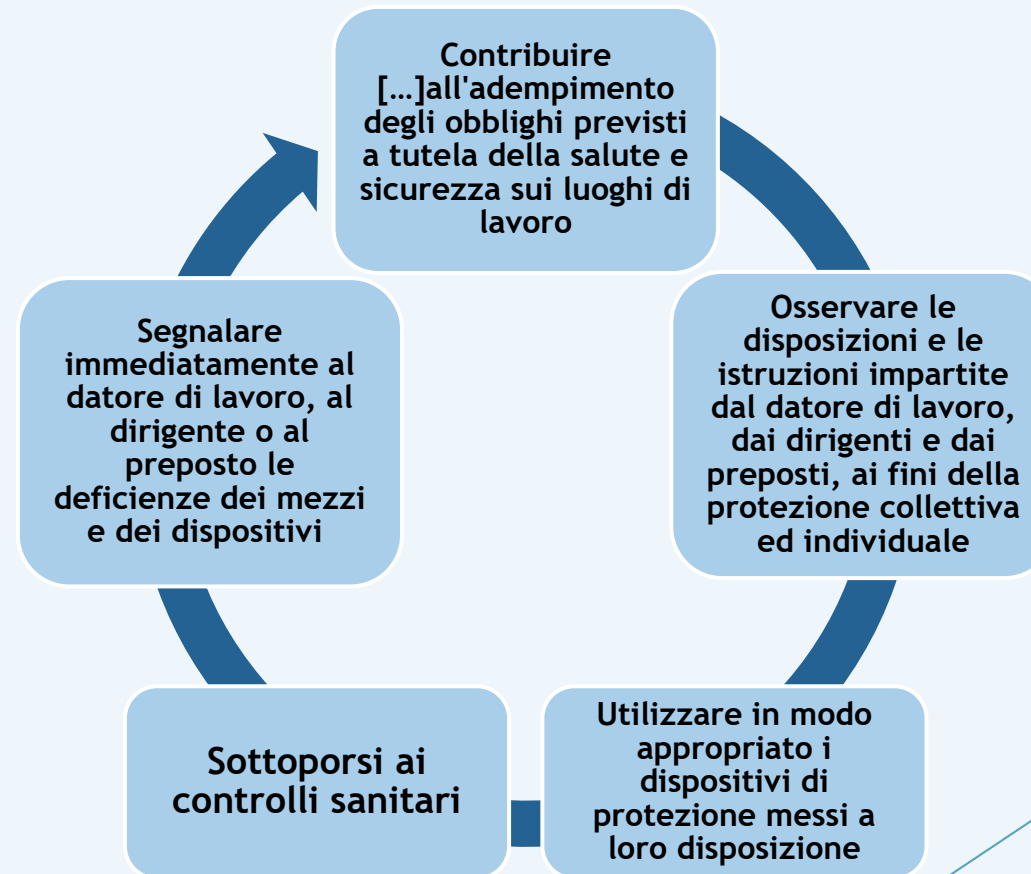 Contribuire
[…]all'adempimento
degli obblighi previsti
a tutela della salute e
sicurezza sui luoghi di
lavoro
Osservare le
disposizioni e le
istruzioni impartite
dal datore di lavoro,
dai dirigenti e dai
preposti, ai fini della
protezione collettiva
ed individuale
Utilizzare in modo
appropriato i
dispositivi di
protezione messi a
loro disposizione
Sottoporsi ai
controlli sanitari
Segnalare
immediatamente al
datore di lavoro, al
dirigente o al
preposto le
deficienze dei mezzi
e dei dispositivi